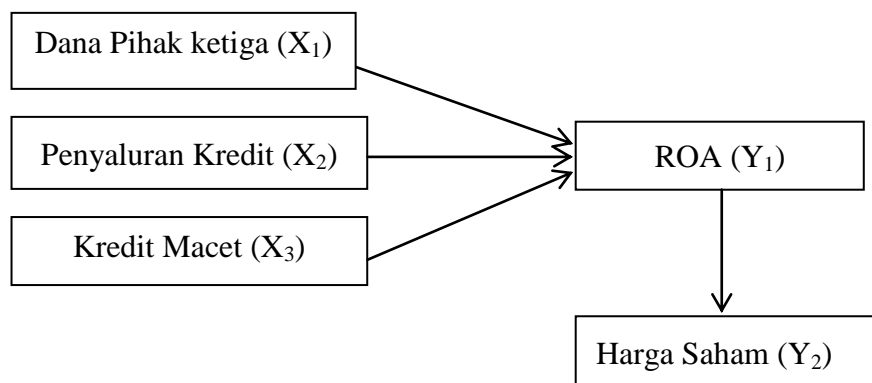 Dana Pihak ketiga (X₁)
Penyaluran Kredit (X₂)
Kredit Macet (X₃)
ROA (Y₁)
Harga Saham (Y₂)